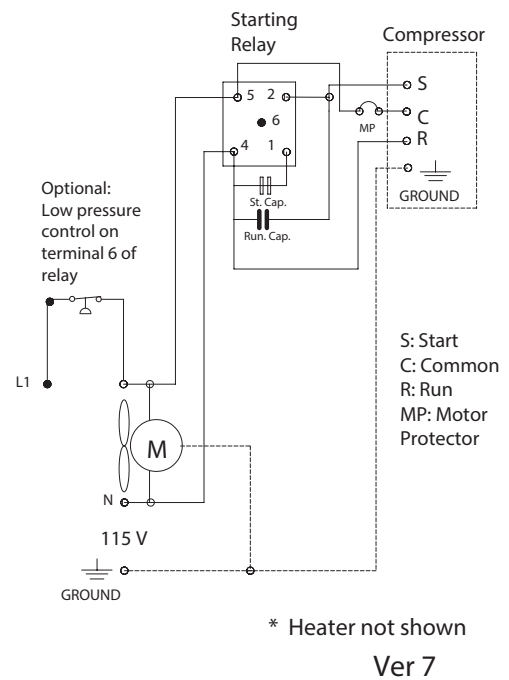 Starting
Relay
Compressor
5 2
6
4 1
S
C
MP
R
GROUND
St. Cap.
Run. Cap.
Optional:
Low pressure
control on
terminal 6 of
relay
L1
S: Start
C: Common
R: Run
MP: Motor
Protector
M
N
115 V
GROUND
* Heater not shown
Ver 7